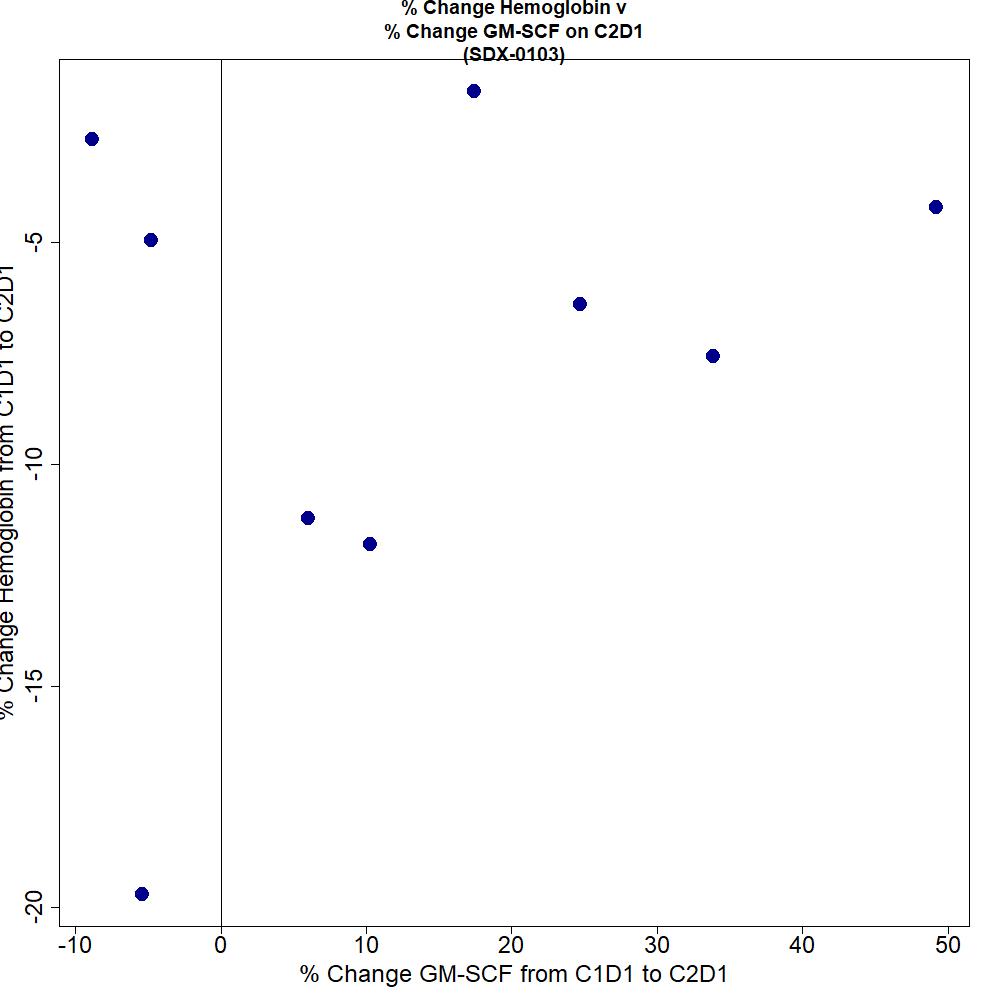 % Change Hemoglobin v
% Change GM-SCF on C2D1
(SDX-0103)
% Change Hemoglobin from C1D1 to C2D1
-5
-10
-15
-20
-10 0 10 20 30 40 50
% Change GM-SCF from C1D1 to C2D1